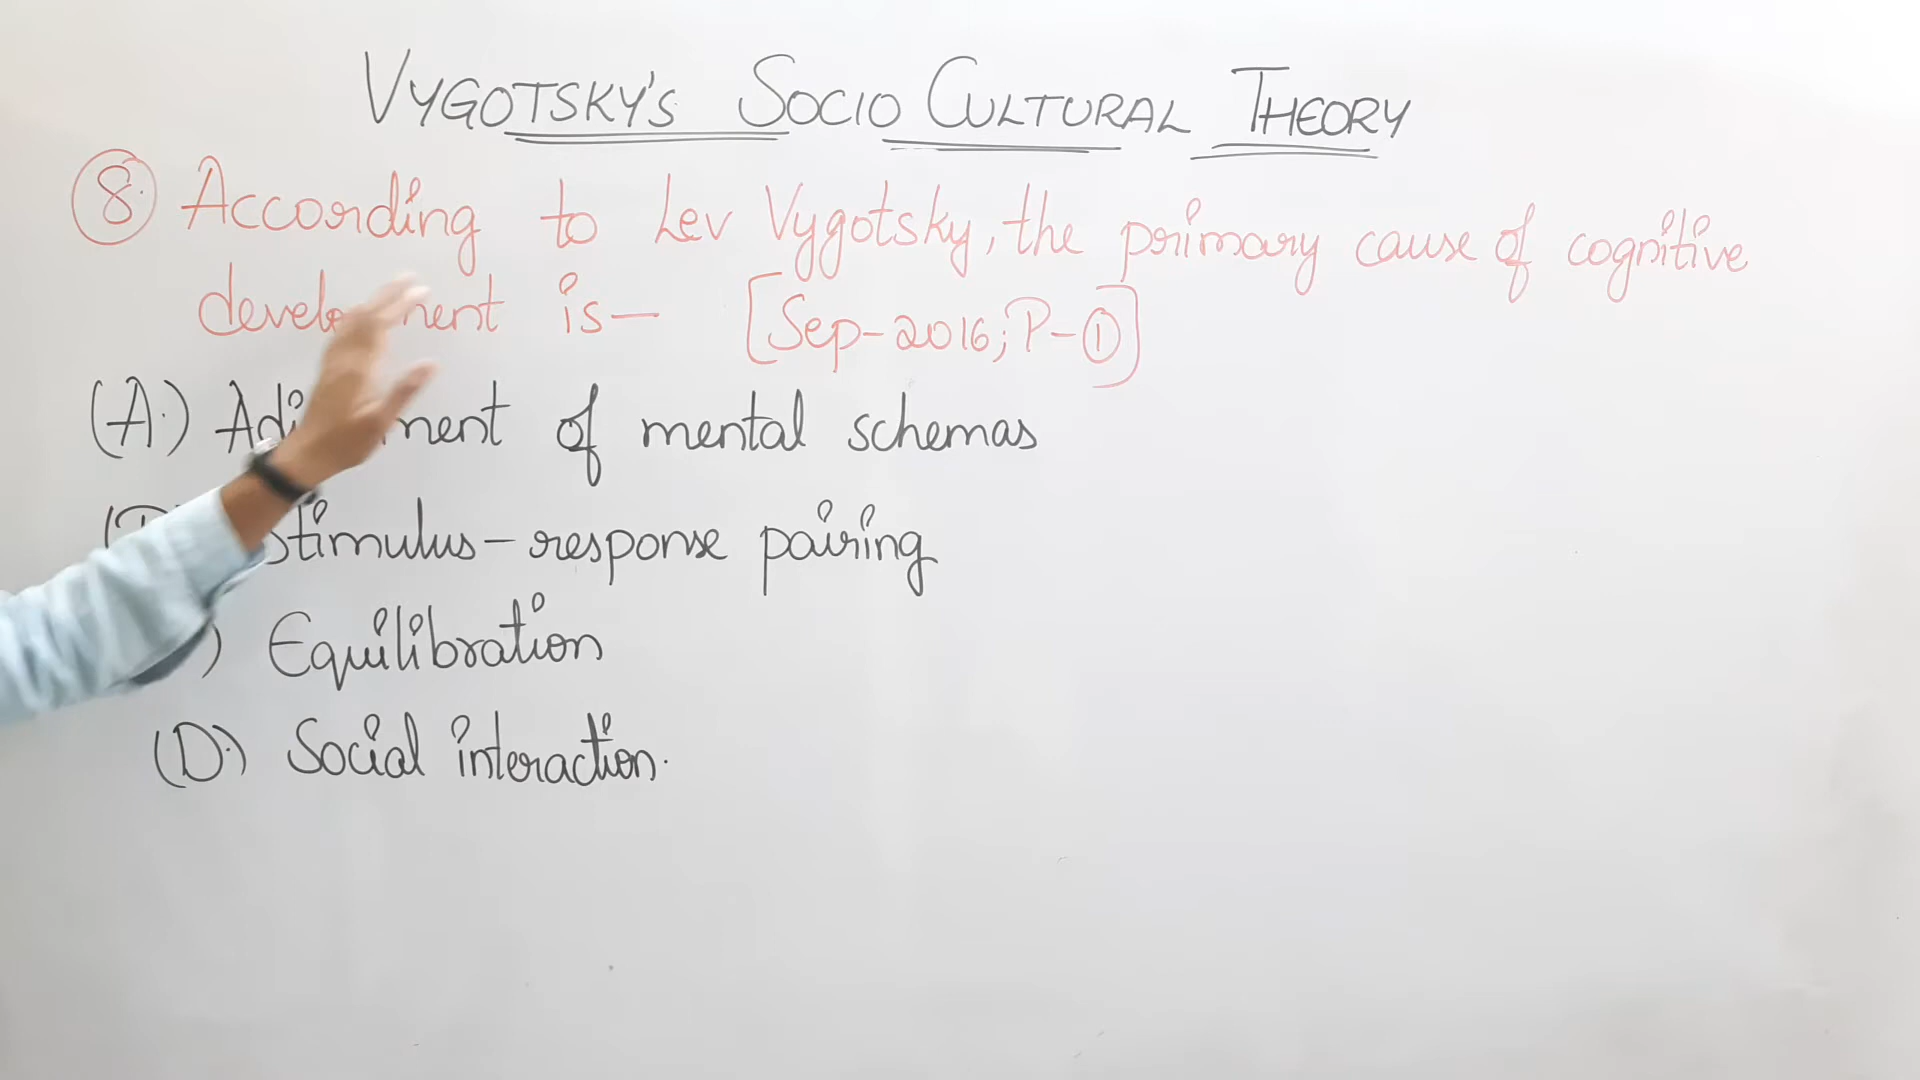 VYGOTSKY'S SOCIO CULTURAL THEORY
8. According to Lev Vygotsky, the primary cause of cognitive
is— [Sep-2016; P-1]
(A.) of mental schemas
Stimulus-response pairing
) Equilibration
(D.) Social interaction.